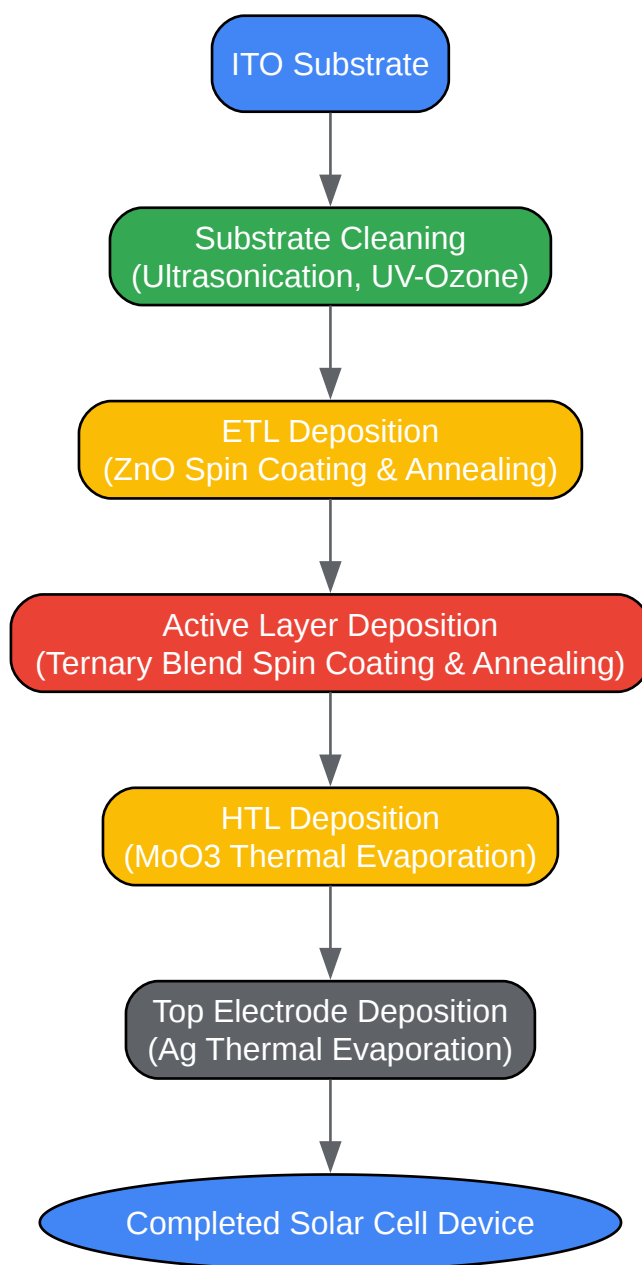 ITO Substrate
Substrate Cleaning
(Ultrasonication, UV-Ozone)
ETL Deposition
(ZnO Spin Coating & Annealing)
Active Layer Deposition
(Ternary Blend Spin Coating & Annealing)
HTL Deposition
(MoO3 Thermal Evaporation)
Top Electrode Deposition
(Ag Thermal Evaporation)
Completed Solar Cell Device